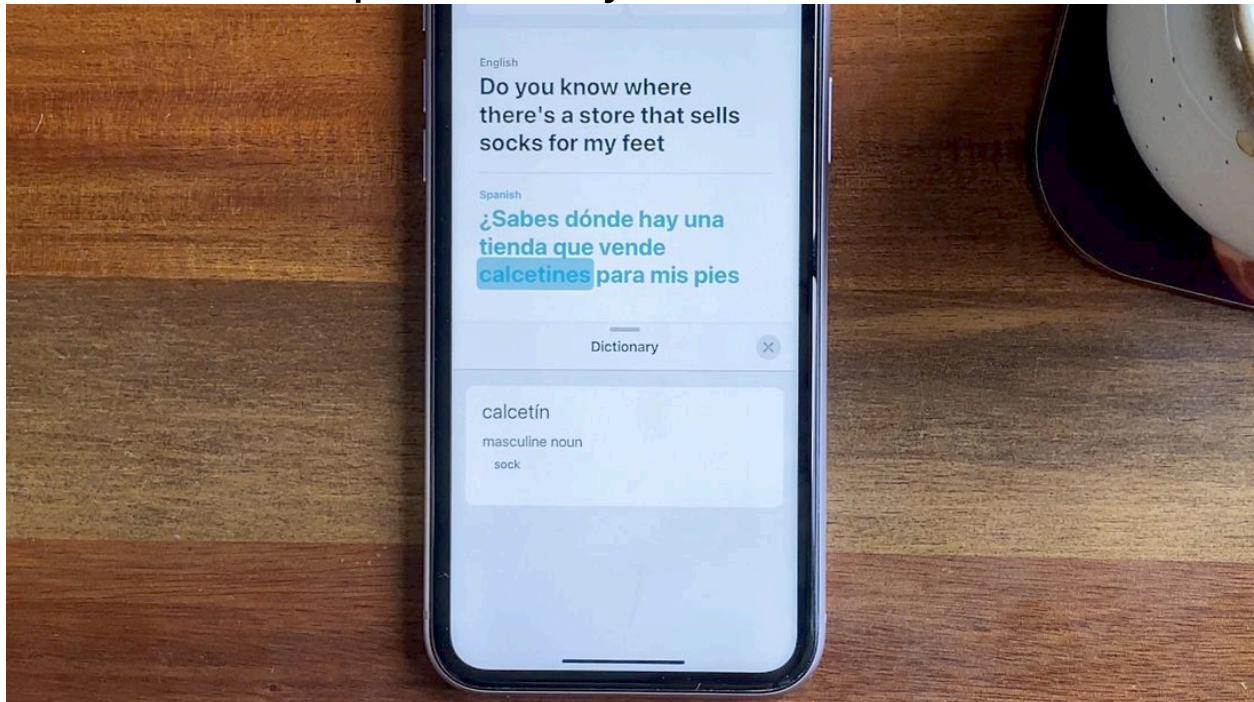 English
Do you know where
there's a store that sells
socks for my feet
Spanish
¿Sabes dónde hay una
tienda que vende
calcetines para mis pies
Dictionary
calcetín
masculine noun
sock